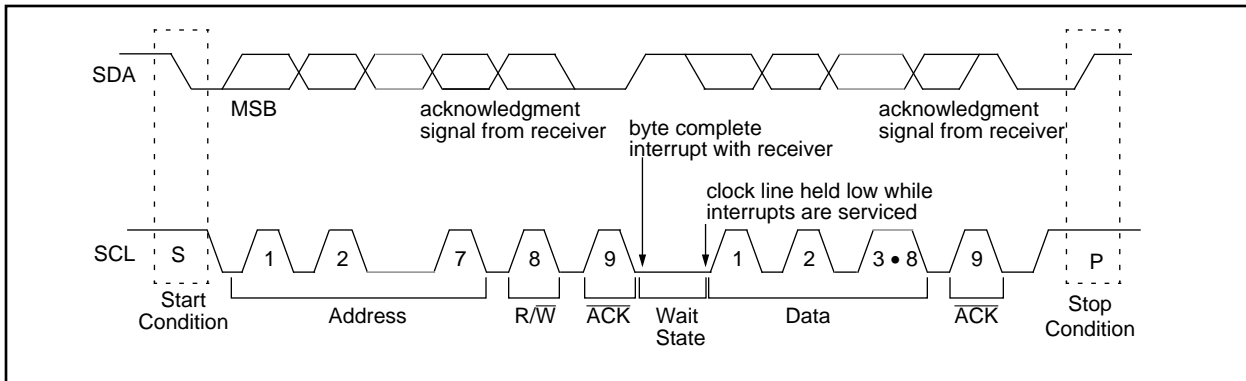 SDA
MSB
acknowledgment
signal from receiver
byte complete
interrupt with receiver
acknowledgment
signal from receiver
clock line held low while
interrupts are serviced
SCL
S
1
2
7
8
9
1
2
3 • 8
9
P
Start
Condition
Address
R/W̅
A̅C̅K̅
Wait
State
Data
A̅C̅K̅
Stop
Condition